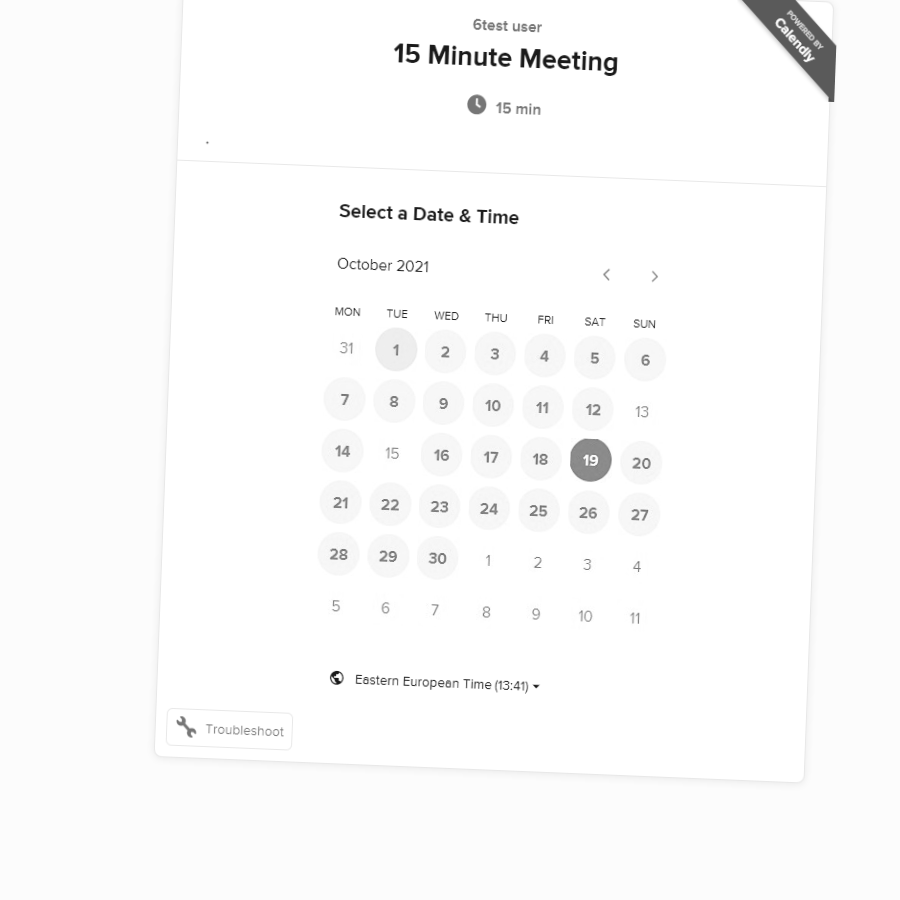 6test user
15 Minute Meeting
POWERED BY
Calendly
15 min
.
Select a Date & Time
October 2021
MON TUE WED THU FRI SAT SUN
31 1 2 3 4 5 6
7 8 9 10 11 12 13
14 15 16 17 18 19 20
21 22 23 24 25 26 27
28 29 30 1 2 3 4
5 6 7 8 9 10 11
Eastern European Time (13:41)
Troubleshoot